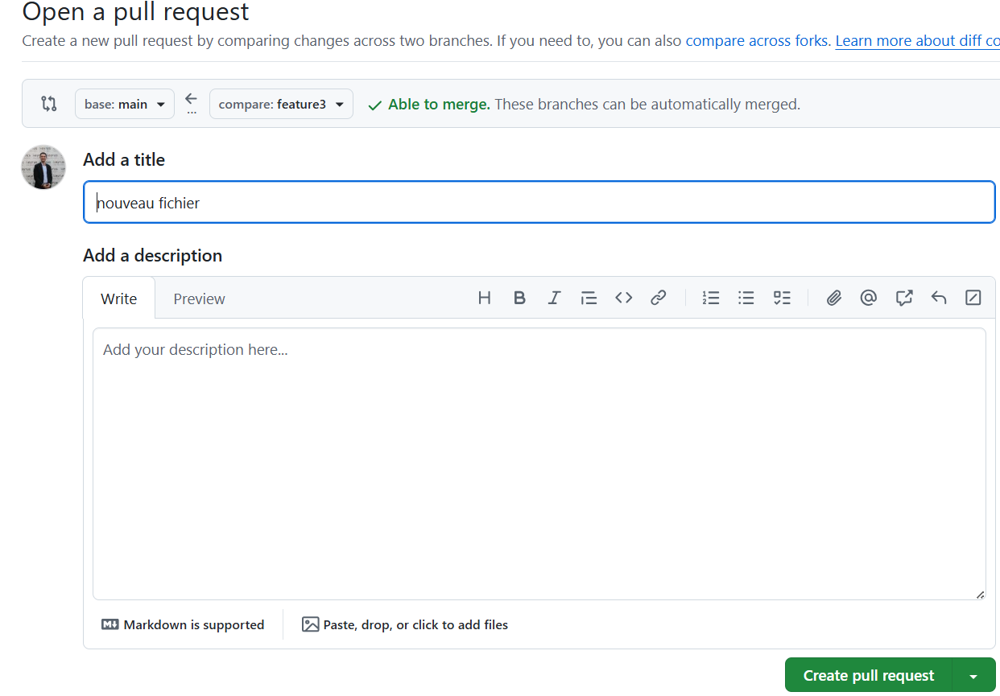 Open a pull request
Create a new pull request by comparing changes across two branches. If you need to, you can also compare across forks. Learn more about diff co
base: main
...
compare: feature3
Able to merge. These branches can be automatically merged.
Add a title
nouveau fichier
Add a description
Write
Preview
Add your description here...
Markdown is supported
Paste, drop, or click to add files
Create pull request